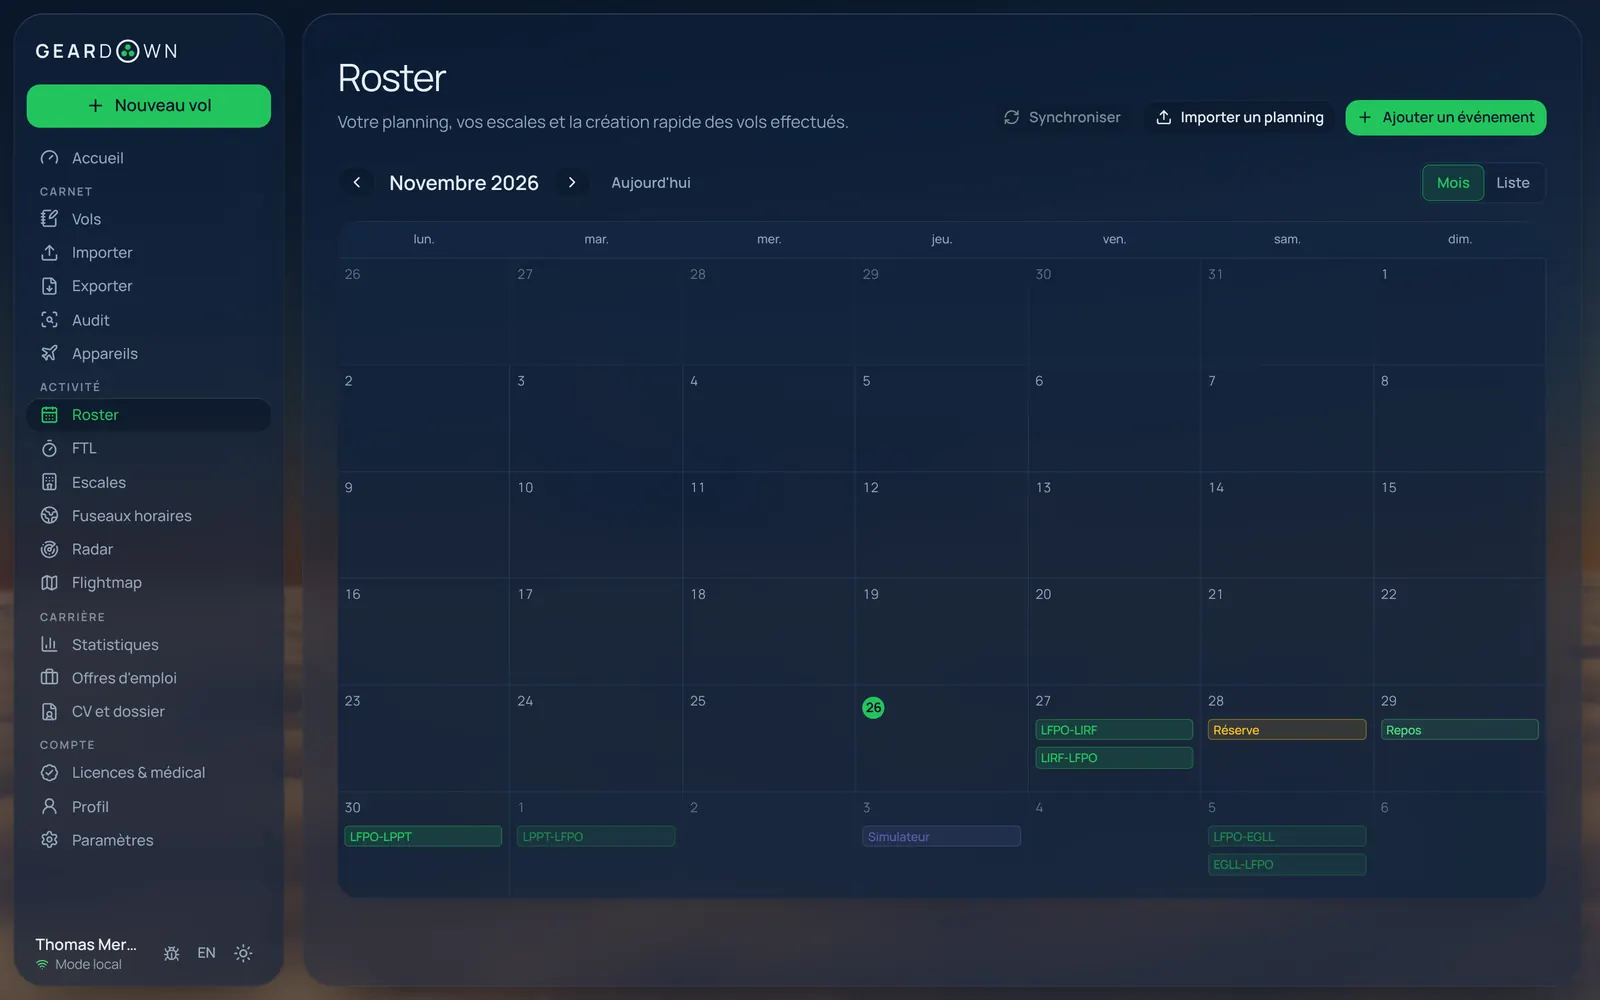 GEARDOWN
+ Nouveau vol
Accueil
CARNET
Vols
Importer
Exporter
Audit
Appareils
ACTIVITÉ
Roster
FTL
Escales
Fuseaux horaires
Radar
Flightmap
CARRIÈRE
Statistiques
Offres d'emploi
CV et dossier
COMPTE
Licences & médical
Profil
Paramètres
Thomas Mer...
Mode local
EN
Roster
Votre planning, vos escales et la création rapide des vols effectués.
Synchroniser
Importer un planning
+ Ajouter un événement
Novembre 2026
Aujourd'hui
Mois
Liste
lun. mar. mer. jeu. ven. sam. dim.
26 27 28 29 30 31 1
2 3 4 5 6 7 8
9 10 11 12 13 14 15
16 17 18 19 20 21 22
23 24 25 26 27 28 29
LFPO-LIRF Réserve Repos
LIRF-LFPO
30 1 2 3 4 5 6
LFPO-LPPT LPPT-LFPO Simulateur LFPO-EGLL
EGLL-LFPO